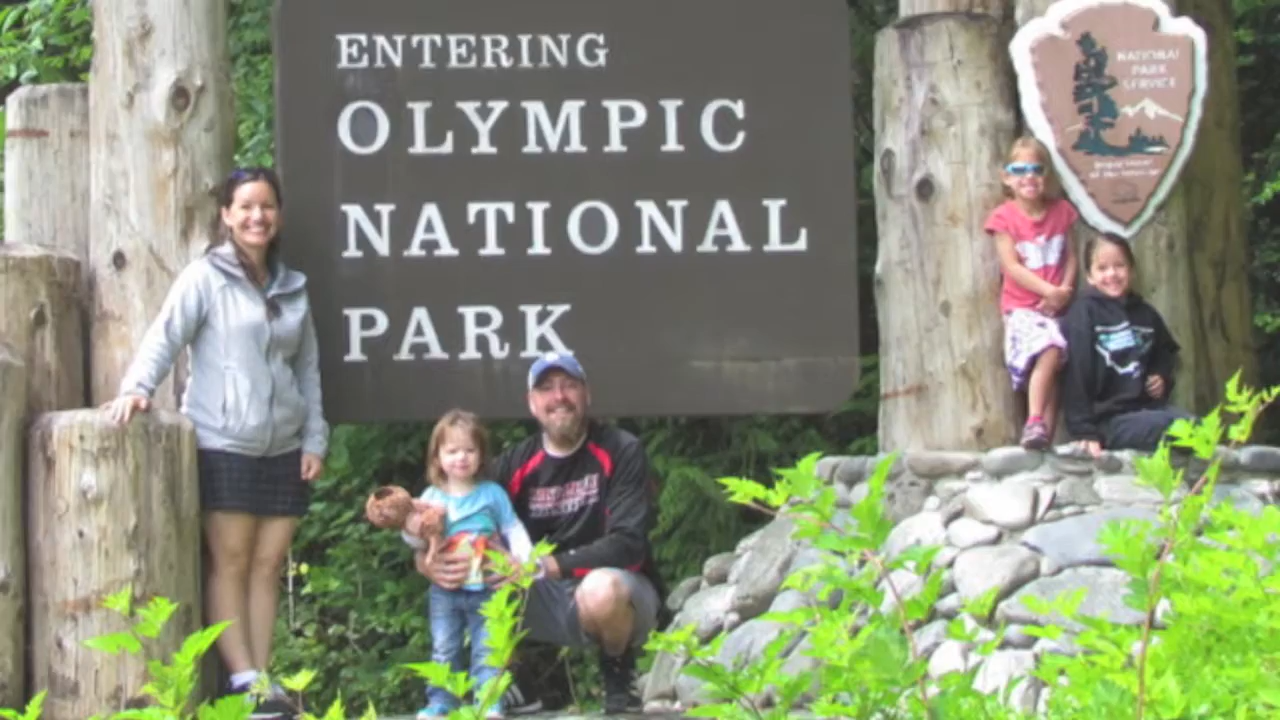 ENTERING
OLYMPIC
NATIONAL
PARK
NATIONAL
PARK
SERVICE